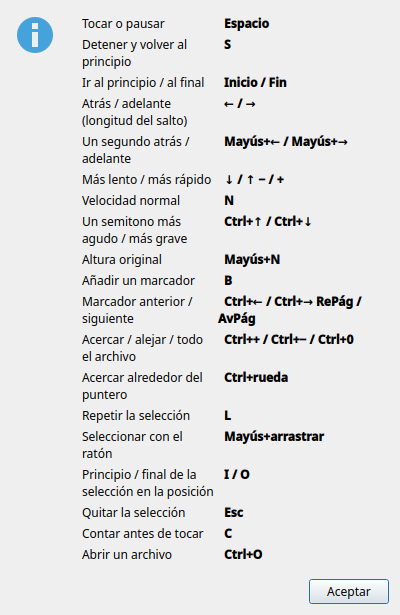 Tocar o pausar Espacio
Detener y volver al S
principio
Ir al principio / al final Inicio / Fin
Atrás / adelante ← / →
(longitud del salto)
Un segundo atrás / Mayús+← / Mayús+→
adelante
Más lento / más rápido ↓ / ↑ − / +
Velocidad normal N
Un semitono más Ctrl+↑ / Ctrl+↓
agudo / más grave
Altura original Mayús+N
Añadir un marcador B
Marcador anterior / Ctrl+← / Ctrl+→ RePág /
siguiente AvPág
Acercar / alejar / todo Ctrl++ / Ctrl+− / Ctrl+0
el archivo
Acercar alrededor del Ctrl+rueda
puntero
Repetir la selección L
Seleccionar con el Mayús+arrastrar
ratón
Principio / final de la I / O
selección en la posición
Quitar la selección Esc
Contar antes de tocar C
Abrir un archivo Ctrl+O
Aceptar